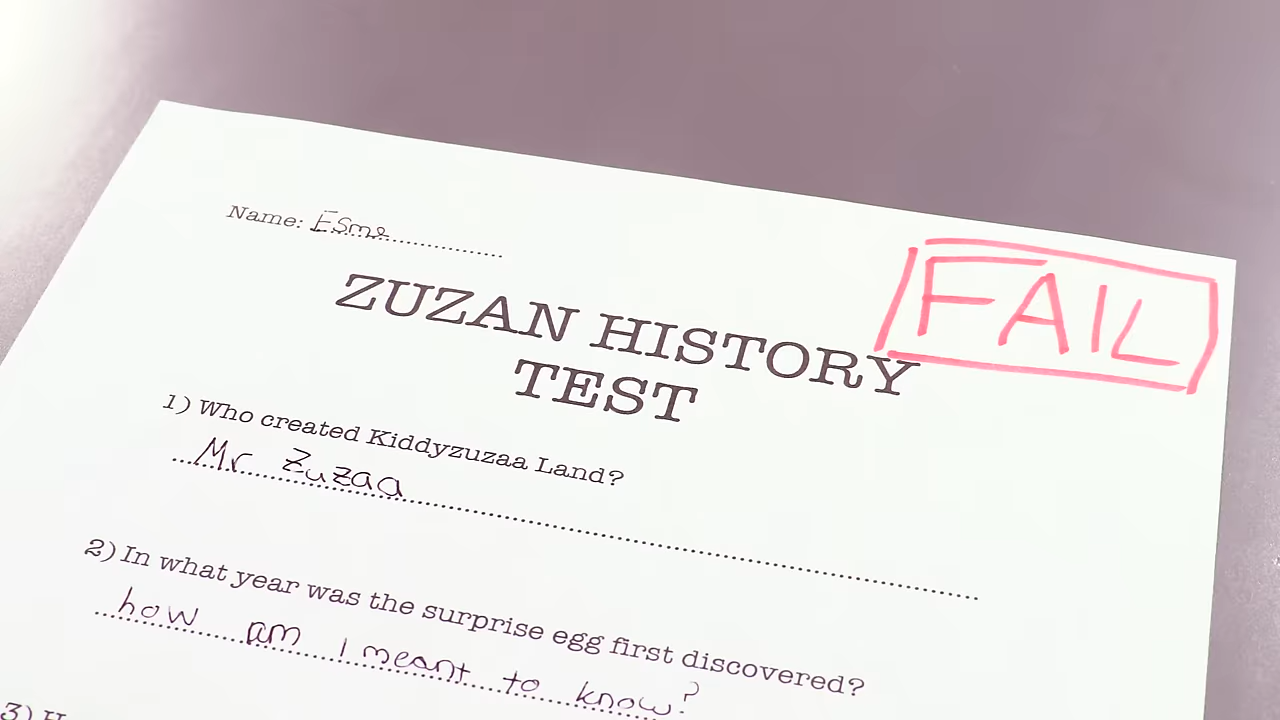 Name: Esme
FAIL
ZUZAN HISTORY
TEST
1) Who created Kiddyzuzaa Land?
Mr Zuzaa
2) In what year was the surprise egg first discovered?
how am I meant to know?
3) H